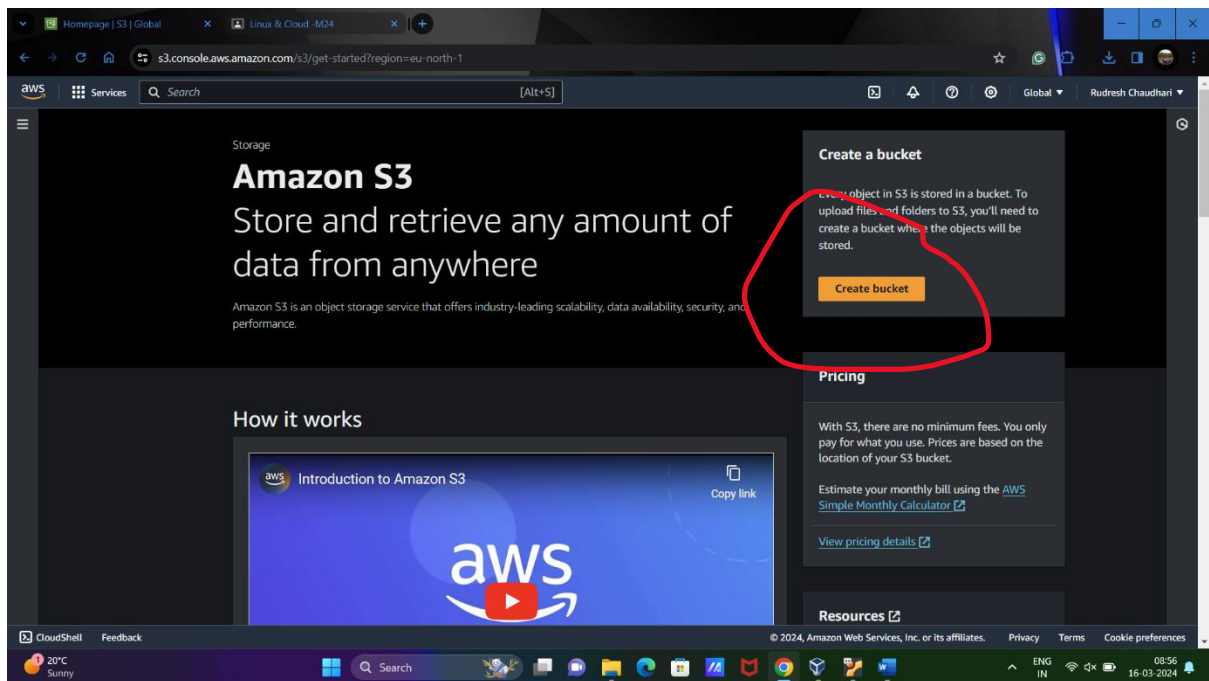 Homepage | S3 | Global
Linux & Cloud -M24
s3.console.aws.amazon.com/s3/get-started?region=eu-north-1
aws
Services
Search
[Alt+S]
Global
Rudresh Chaudhari
Storage
Amazon S3
Store and retrieve any amount of
data from anywhere
Amazon S3 is an object storage service that offers industry-leading scalability, data availability, security, and
performance.
Create a bucket
Every object in S3 is stored in a bucket. To
upload files and folders to S3, you'll need to
create a bucket where the objects will be
stored.
Create bucket
Pricing
With S3, there are no minimum fees. You only
pay for what you use. Prices are based on the
location of your S3 bucket.
Estimate your monthly bill using the AWS
Simple Monthly Calculator
View pricing details
Resources
How it works
aws
Introduction to Amazon S3
Copy link
aws
CloudShell
Feedback
© 2024, Amazon Web Services, Inc. or its affiliates.
Privacy
Terms
Cookie preferences
1
20°C
Sunny
Search
ENG
IN
08:56
16-03-2024